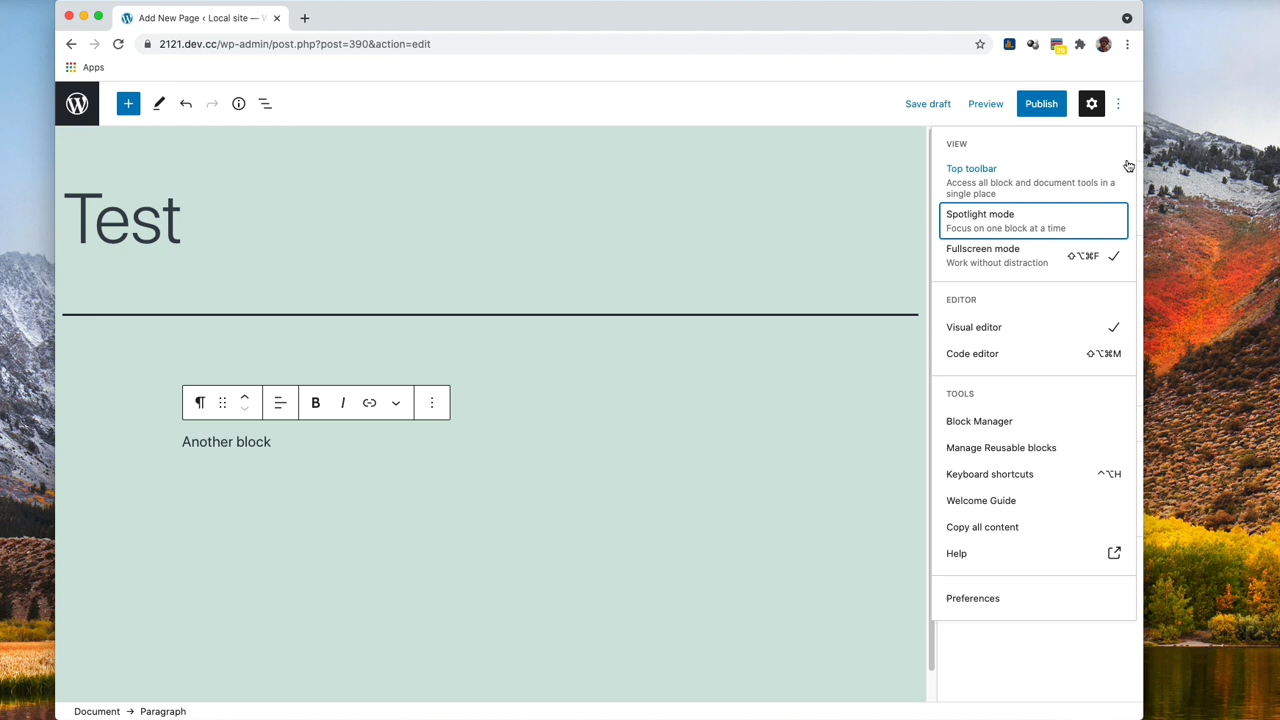 Add New Page ‹ Local site —
2121.dev.cc/wp-admin/post.php?post=390&action=edit
Apps
Save draft
Preview
Publish
Test
Another block
B I
VIEW
Top toolbar
Access all block and document tools in a
single place
Spotlight mode
Focus on one block at a time
Fullscreen mode
Work without distraction
⇧⌥⌘F
EDITOR
Visual editor
Code editor ⇧⌥⌘M
TOOLS
Block Manager
Manage Reusable blocks
Keyboard shortcuts ⌃⌥H
Welcome Guide
Copy all content
Help
Preferences
Document → Paragraph